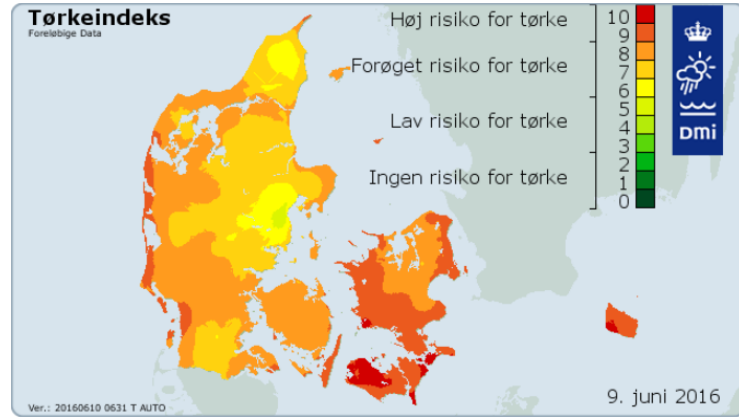 Tørkeindeks
Foreløbige Data
Høj risiko for tørke
Forøget risiko for tørke
Lav risiko for tørke
Ingen risiko for tørke
10
9
8
7
6
5
4
3
2
1
0
DMi
9. juni 2016
Ver.: 20160610 0631 T AUTO